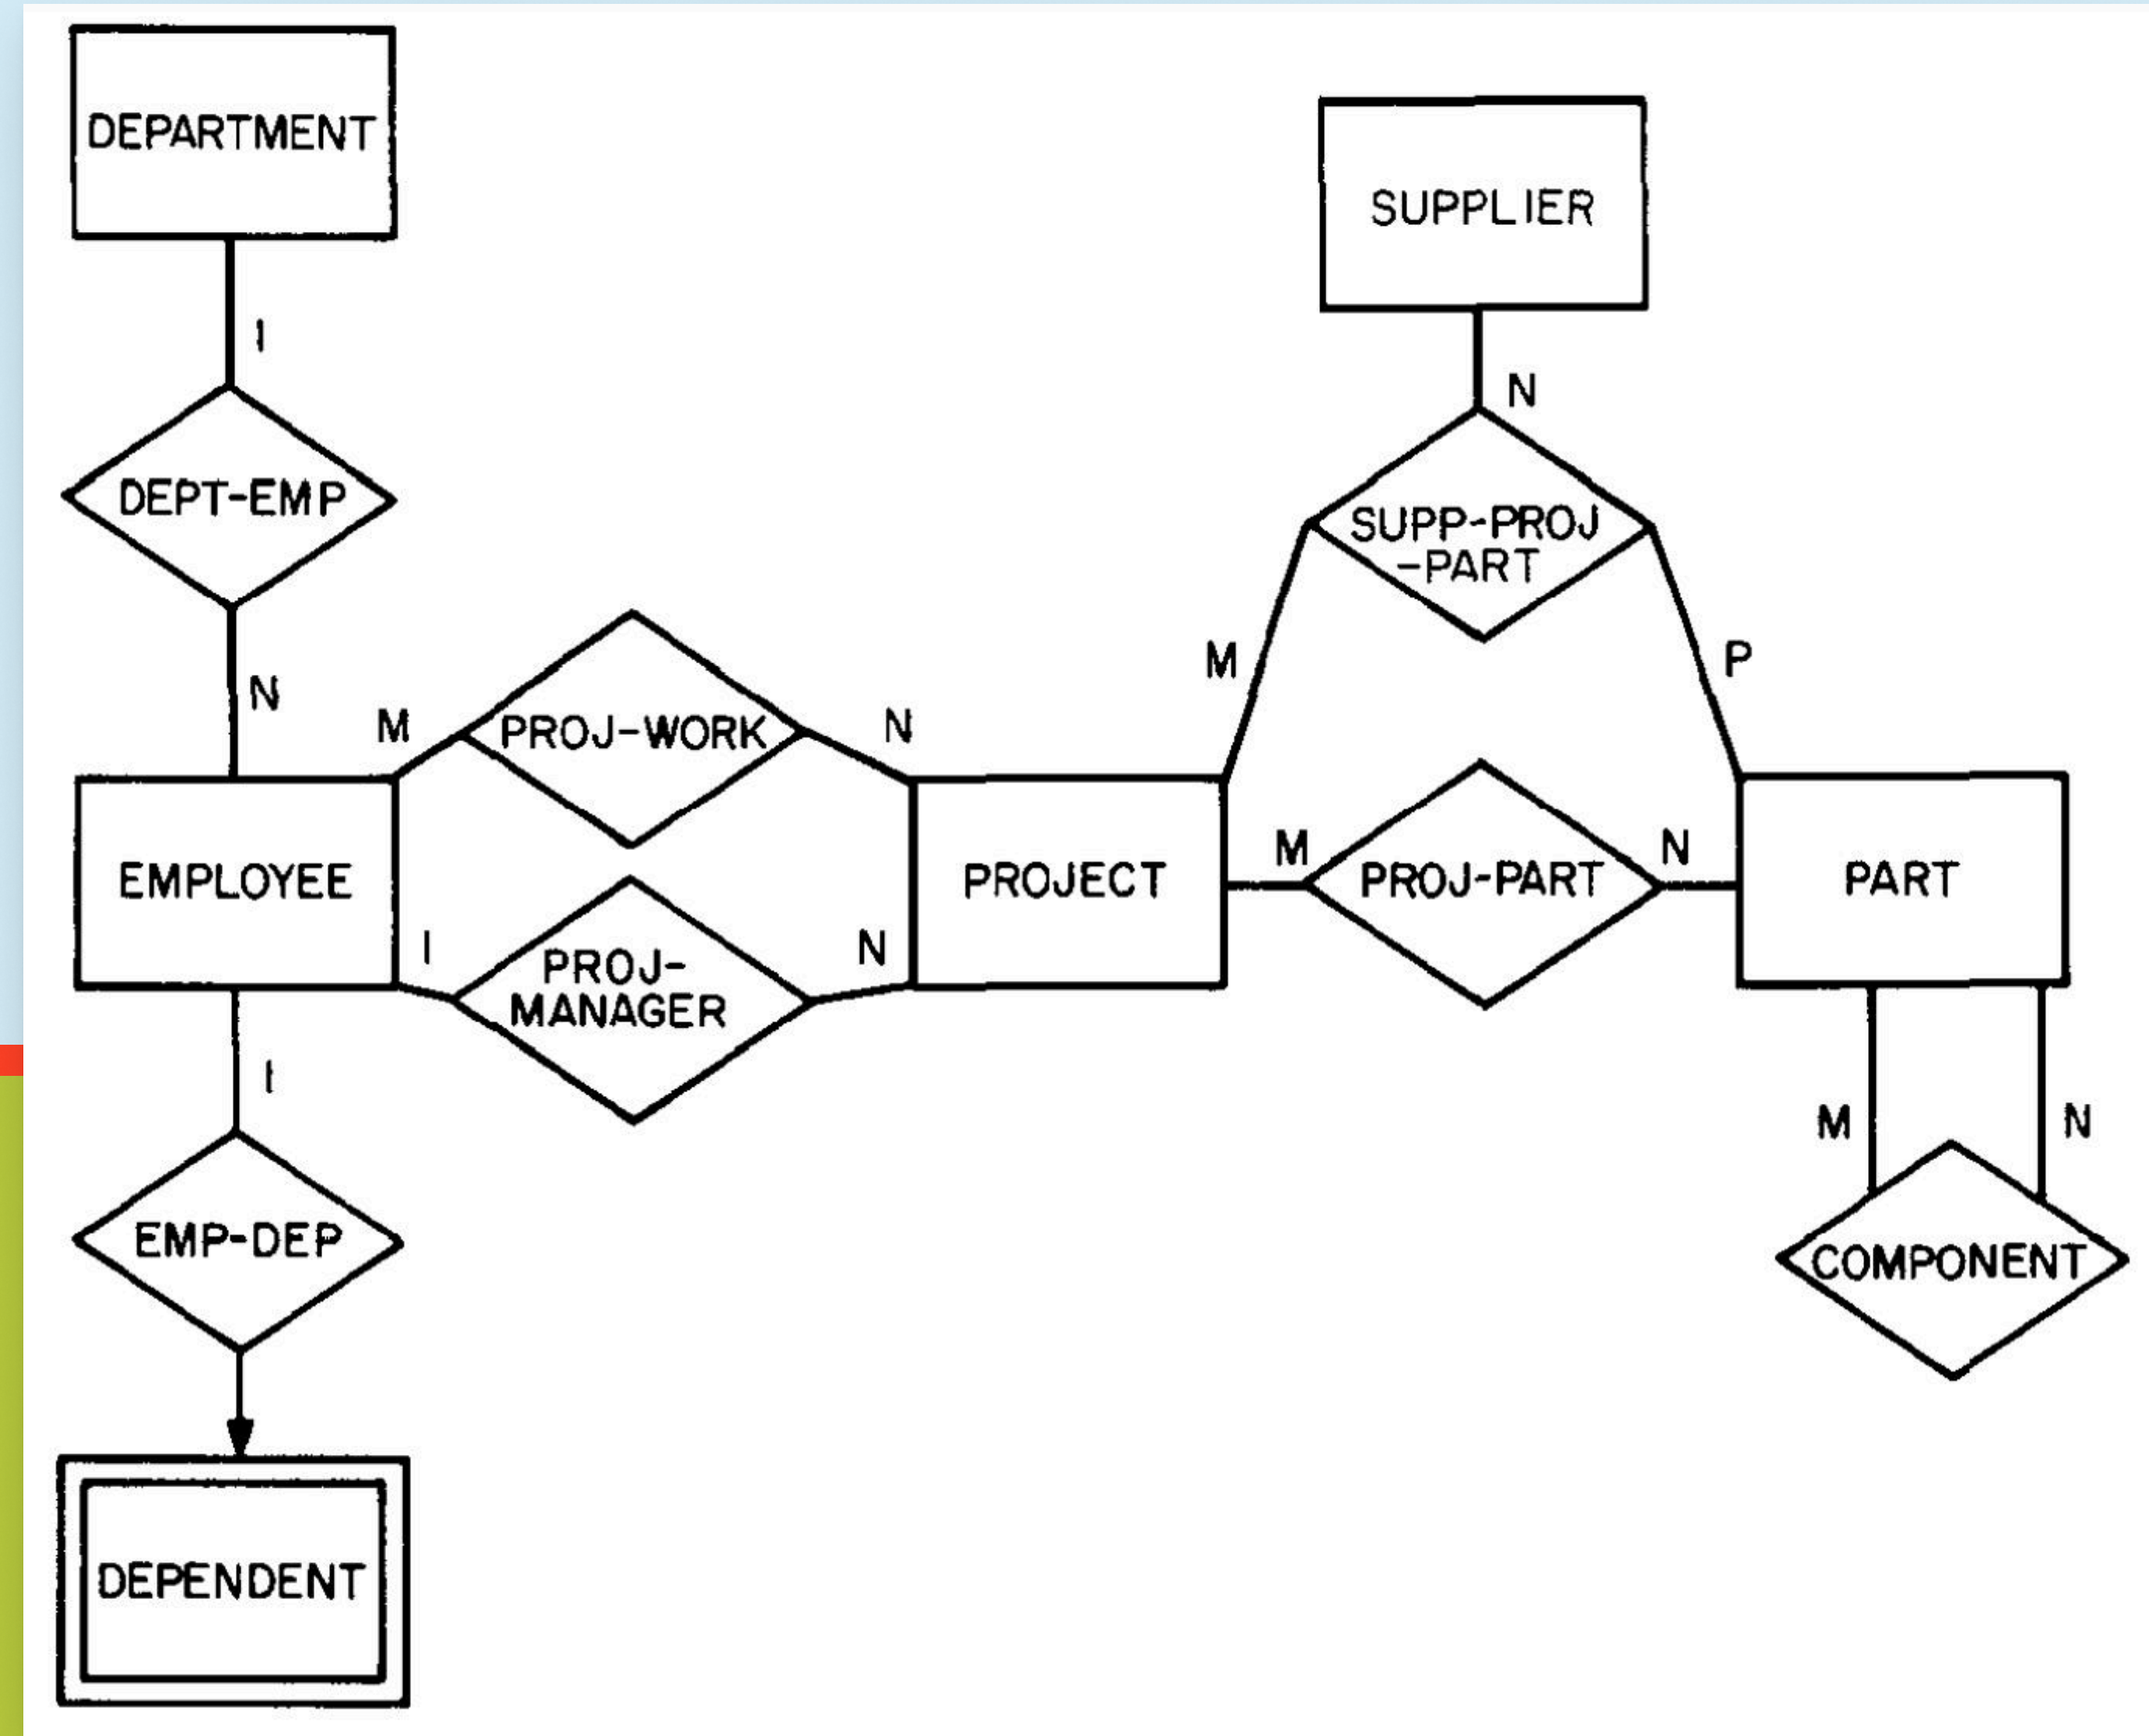 DEPARTMENT
SUPPLIER
1
N
DEPT-EMP
SUPP-PROJ
-PART
N
M
PROJ-WORK
N
M
P
EMPLOYEE
PROJECT
M
PROJ-PART
N
PART
1
PROJ-
MANAGER
N
1
M
N
EMP-DEP
COMPONENT
DEPENDENT